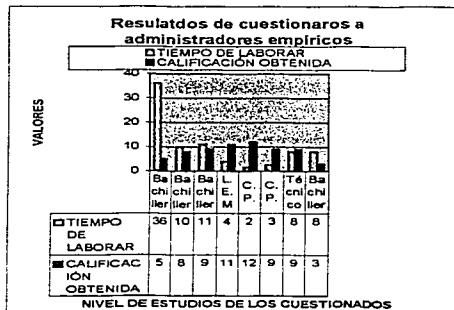 Resulatdos de cuestionaros a
administradores empíricos
TIEMPO DE LABORAR
CALIFICACIÓN OBTENIDA
VALORES
40
30
20
10
0
Ba Ba Ba L. C. C. Té Ba
chi chi chi E. P. P. cni chi
ller ller ller M co ller
TIEMPO 36 10 11 4 2 3 8 8
DE
LABORAR
CALIFICAC 5 8 9 11 12 9 9 3
IÓN
OBTENIDA
NIVEL DE ESTUDIOS DE LOS CUESTIONADOS